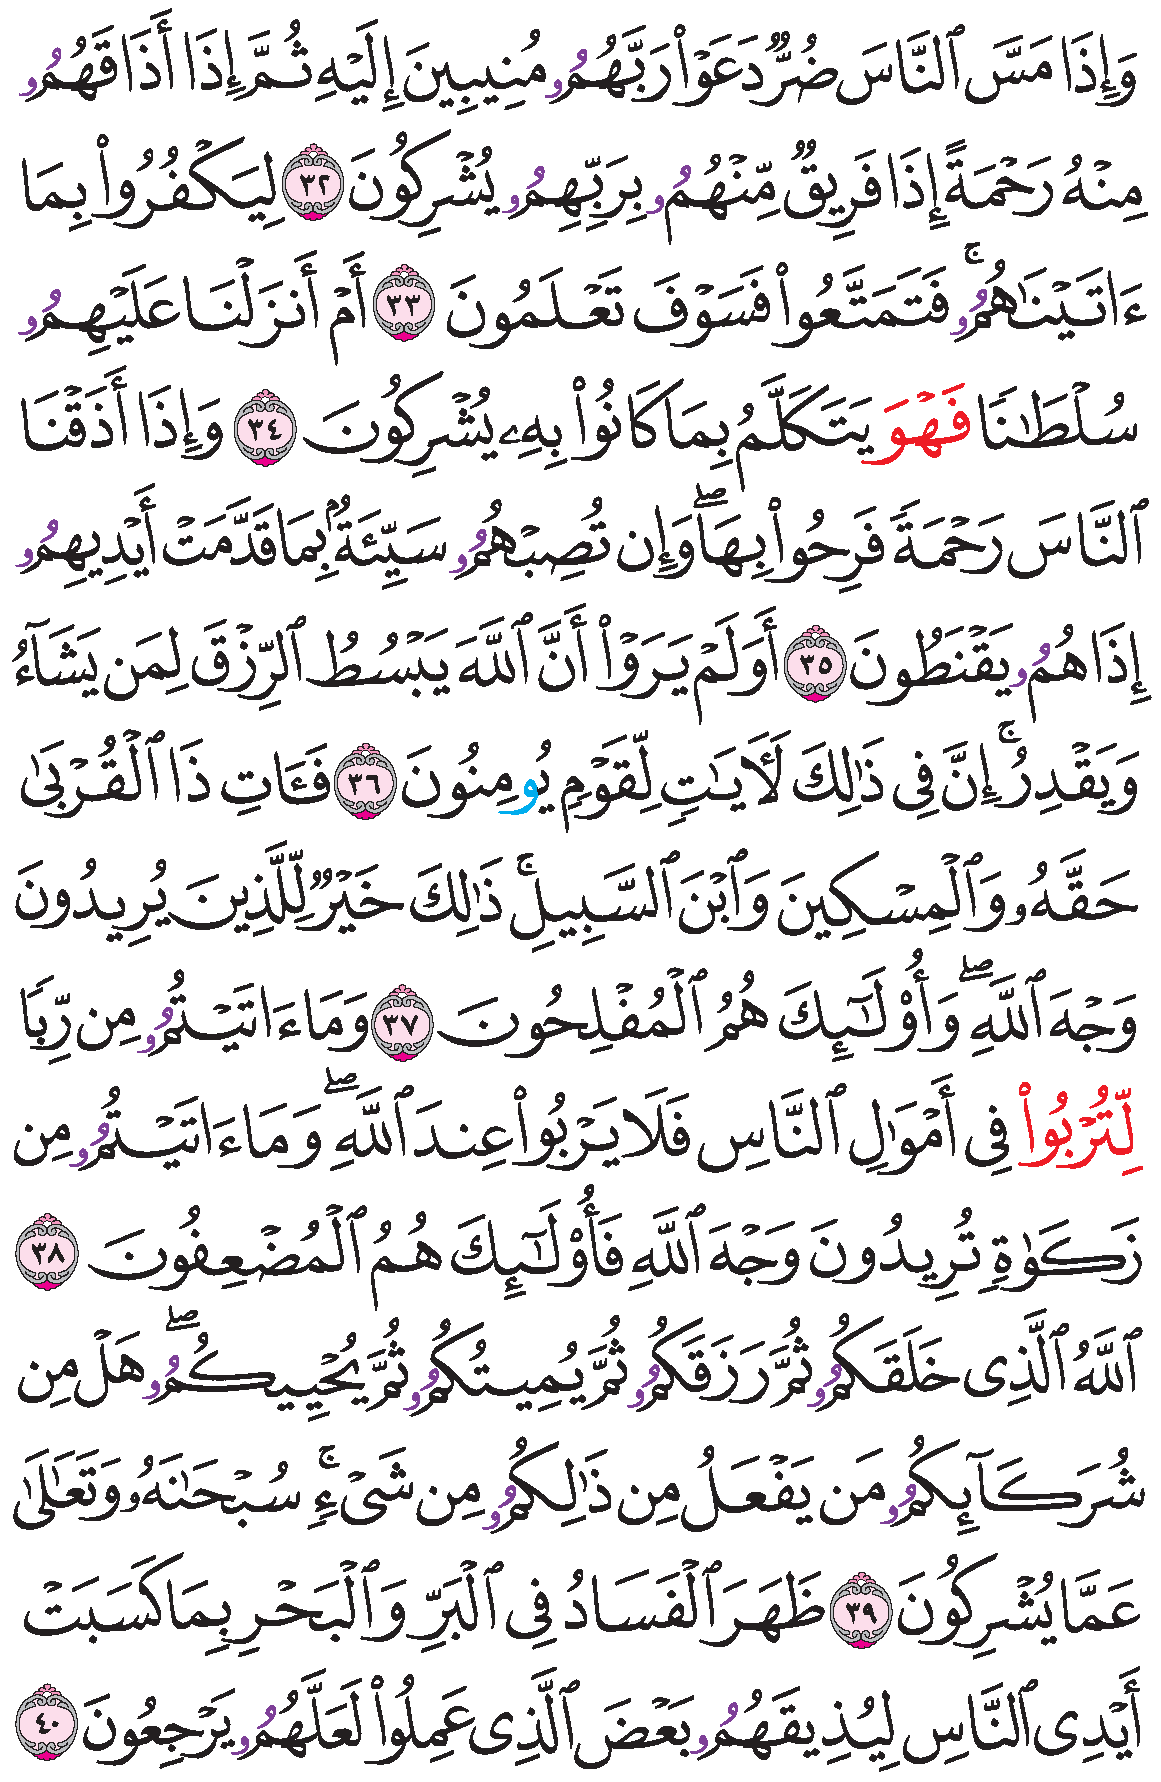 وَإِذَا مَسَّ ٱلنَّاسَ ضُرٌّ دَعَوْاْ رَبَّهُمُۥ مُنِيبِينَ إِلَيْهِ ثُمَّ إِذَا أَذَاقَهُمُۥ
مِنْهُ رَحْمَةً إِذَا فَرِيقٌ مِّنْهُمُۥ بِرَبِّهِمُۥ يُشْرِكُونَ ٣٢ لِيَكْفُرُواْ بِمَا
ءَاتَيْنَٰهُمُۥۚ فَتَمَتَّعُواْ فَسَوْفَ تَعْلَمُونَ ٣٣ أَمْ أَنزَلْنَا عَلَيْهِمُۥ
سُلْطَٰنًا فَهْوَ يَتَكَلَّمُ بِمَا كَانُواْ بِهِۦ يُشْرِكُونَ ٣٤ وَإِذَا أَذَقْنَا
ٱلنَّاسَ رَحْمَةً فَرِحُواْ بِهَاۖ وَإِن تُصِبْهُمُۥ سَيِّئَةُۢ بِمَا قَدَّمَتْ أَيْدِيهِمُۥ
إِذَا هُمُۥ يَقْنَطُونَ ٣٥ أَوَلَمْ يَرَوْاْ أَنَّ ٱللَّهَ يَبْسُطُ ٱلرِّزْقَ لِمَن يَشَآءُ
وَيَقْدِرُۚ إِنَّ فِي ذَٰلِكَ لَأٓيَٰتٍ لِّقَوْمٍ يُومِنُونَ ٣٦ فَـَٔاتِ ذَا ٱلْقُرْبَىٰ
حَقَّهُۥ وَٱلْمِسْكِينَ وَٱبْنَ ٱلسَّبِيلِۚ ذَٰلِكَ خَيْرٌ لِّلَّذِينَ يُرِيدُونَ
وَجْهَ ٱللَّهِۖ وَأُوْلَٰٓئِكَ هُمُ ٱلْمُفْلِحُونَ ٣٧ وَمَا ءَاتَيْتُمُۥ مِن رِّبًا
لِّتُرْبُواْ فِي أَمْوَٰلِ ٱلنَّاسِ فَلَا يَرْبُواْ عِندَ ٱللَّهِۖ وَمَا ءَاتَيْتُمُۥ مِن
زَكَوٰةٍ تُرِيدُونَ وَجْهَ ٱللَّهِ فَأُوْلَٰٓئِكَ هُمُ ٱلْمُضْعِفُونَ ٣٨
ٱللَّهُ ٱلَّذِى خَلَقَكُمُۥ ثُمَّ رَزَقَكُمُۥ ثُمَّ يُمِيتُكُمُۥ ثُمَّ يُحْيِيكُمُۥۖ هَلْ مِن
شُرَكَآئِكُمُۥ مَن يَفْعَلُ مِن ذَٰلِكُمُۥ مِن شَىْءٍۚ سُبْحَٰنَهُۥ وَتَعَٰلَىٰ
عَمَّا يُشْرِكُونَ ٣٩ ظَهَرَ ٱلْفَسَادُ فِى ٱلْبَرِّ وَٱلْبَحْرِ بِمَا كَسَبَتْ
أَيْدِى ٱلنَّاسِ لِيُذِيقَهُمُۥ بَعْضَ ٱلَّذِى عَمِلُواْ لَعَلَّهُمُۥ يَرْجِعُونَ ٤٠